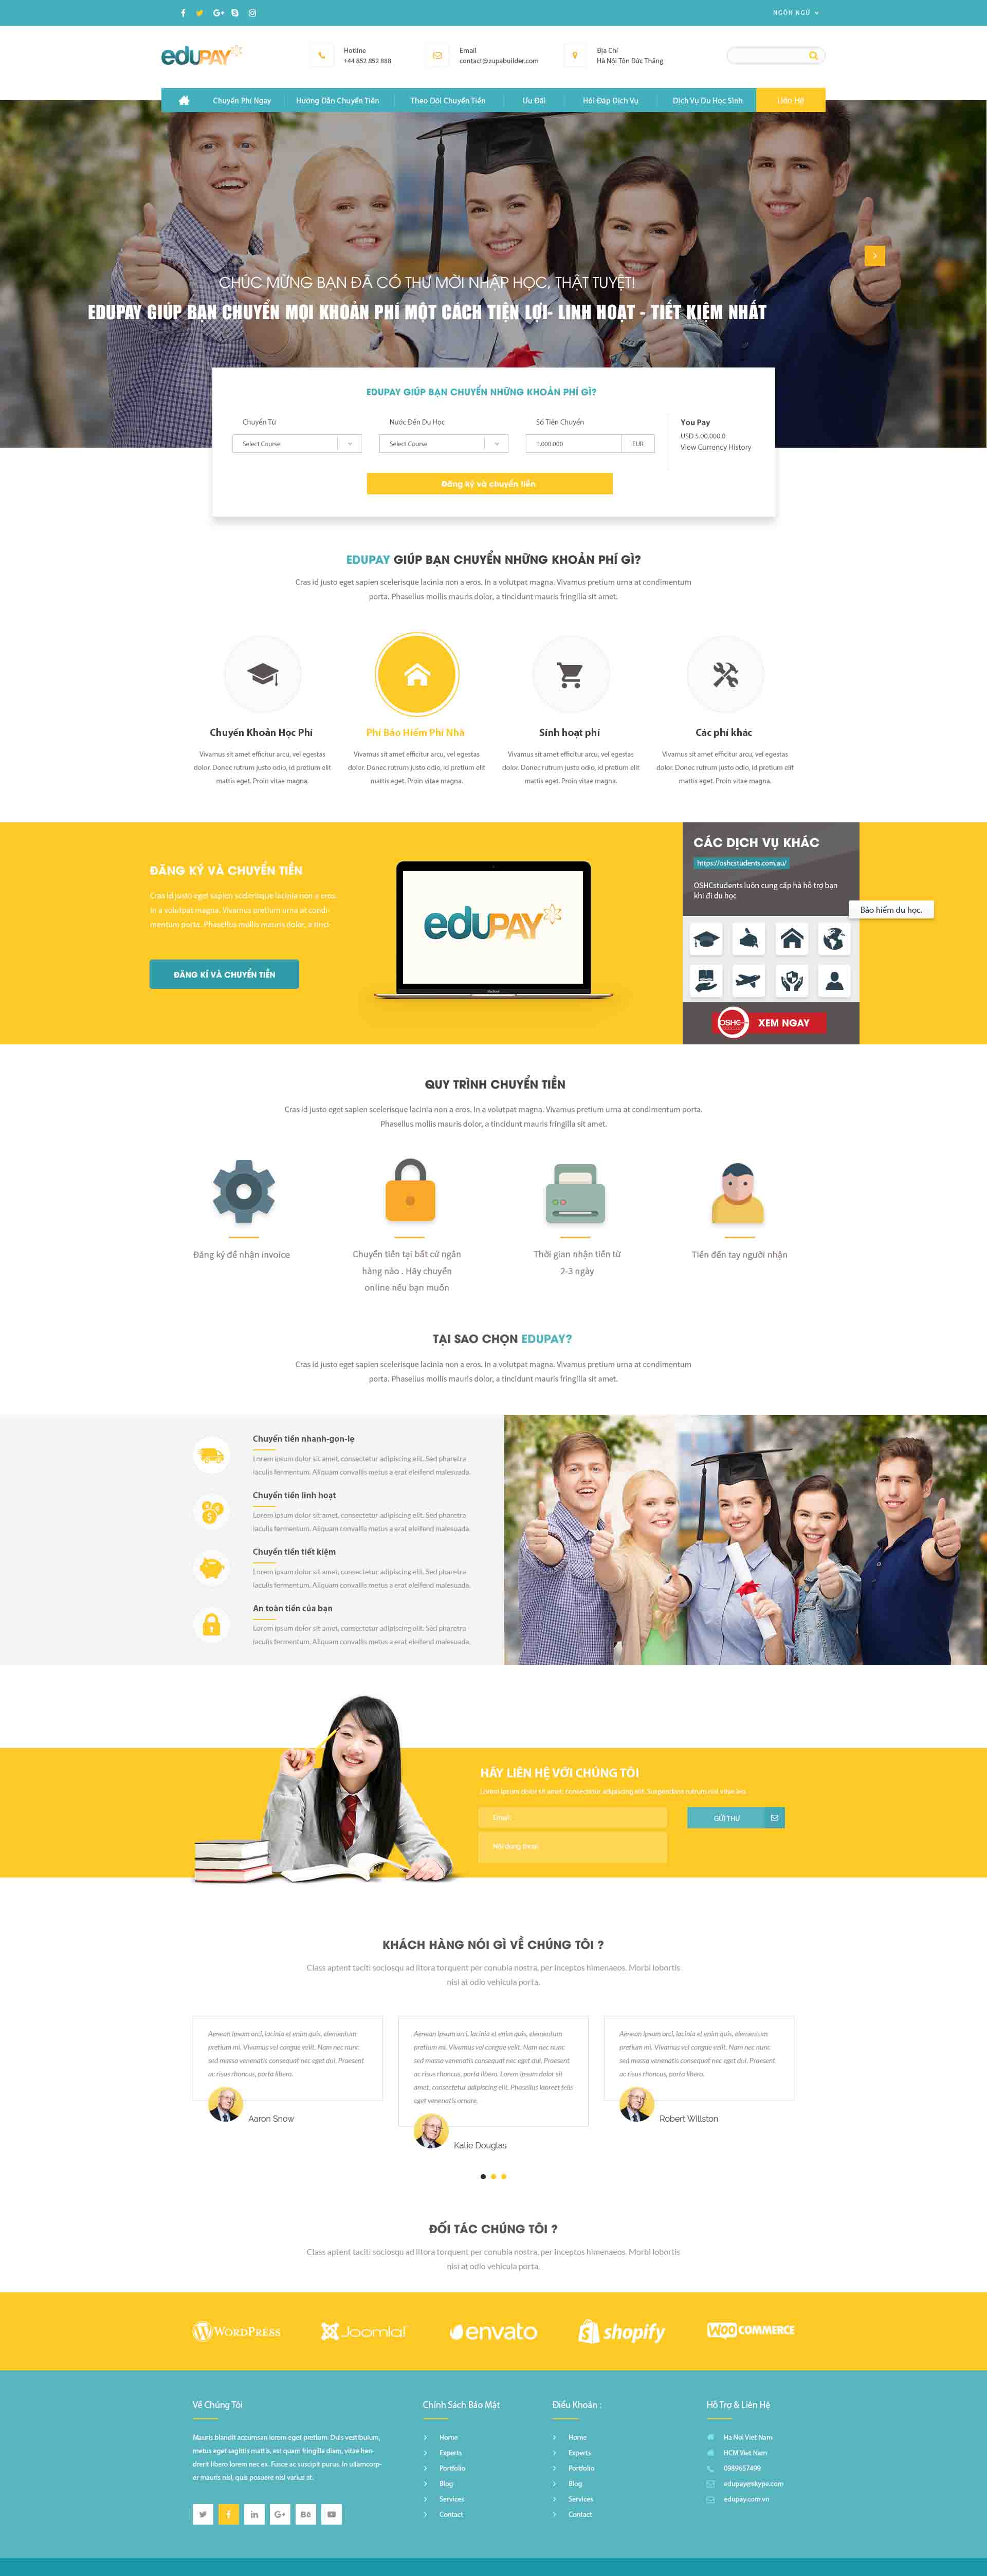 NGÔN NGỮ
eduPAY
Hotline
+44 852 852 888
Email
contact@zupabuilder.com
Địa Chỉ
Hà Nội Tôn Đức Thắng
Chuyển Phí Ngay
Hướng Dẫn Chuyển Tiền
Theo Dõi Chuyển Tiền
Ưu Đãi
Hỏi Đáp Dịch Vụ
Dịch Vụ Du Học Sinh
Liên Hệ
CHÚC MỪNG BẠN ĐÃ CÓ THƯ MỜI NHẬP HỌC, THẬT TUYỆT!
EDUPAY GIÚP BẠN CHUYỂN MỌI KHOẢN PHÍ MỘT CÁCH TIỆN LỢI- LINH HOẠT - TIẾT KIỆM NHẤT
EDUPAY GIÚP BẠN CHUYỂN NHỮNG KHOẢN PHÍ GÌ?
Chuyển Từ
Nước Đến Du Học
Số Tiền Chuyển
You Pay
Select Course
Select Course
1.000.000
EUR
USD 5.00.000.0
View Currency History
Đăng ký và chuyển tiền
EDUPAY GIÚP BẠN CHUYỂN NHỮNG KHOẢN PHÍ GÌ?
Cras id justo eget sapien scelerisque lacinia non a eros. In a volutpat magna. Vivamus pretium urna at condimentum
porta. Phasellus mollis mauris dolor, a tincidunt mauris fringilla sit amet.
Chuyển Khoản Học Phí
Vivamus sit amet efficitur arcu, vel egestas
dolor. Donec rutrum justo odio, id pretium elit
mattis eget. Proin vitae magna.
Phí Bảo Hiểm Phí Nhà
Vivamus sit amet efficitur arcu, vel egestas
dolor. Donec rutrum justo odio, id pretium elit
mattis eget. Proin vitae magna.
Sinh hoạt phí
Vivamus sit amet efficitur arcu, vel egestas
dolor. Donec rutrum justo odio, id pretium elit
mattis eget. Proin vitae magna.
Các phí khác
Vivamus sit amet efficitur arcu, vel egestas
dolor. Donec rutrum justo odio, id pretium elit
mattis eget. Proin vitae magna.
ĐĂNG KÝ VÀ CHUYỂN TIỀN
Cras id justo eget sapien scelerisque lacinia non a eros.
In a volutpat magna. Vivamus pretium urna at condi-
mentum porta. Phasellus mollis mauris dolor, a tinci-
ĐĂNG KÍ VÀ CHUYỂN TIỀN
eduPAY
CÁC DỊCH VỤ KHÁC
https://oshcstudents.com.au/
OSHCstudents luôn cung cấp hà hỗ trợ bạn
khi đi du học
Bảo hiểm du học.
OSHC
XEM NGAY
QUY TRÌNH CHUYỂN TIỀN
Cras id justo eget sapien scelerisque lacinia non a eros. In a volutpat magna. Vivamus pretium urna at condimentum porta.
Phasellus mollis mauris dolor, a tincidunt mauris fringilla sit amet.
Đăng ký để nhận invoice
Chuyển tiền tại bất cứ ngân
hàng nào . Hãy chuyển
online nếu bạn muốn
Thời gian nhận tiền từ
2-3 ngày
Tiền đến tay người nhận
TẠI SAO CHỌN EDUPAY?
Cras id justo eget sapien scelerisque lacinia non a eros. In a volutpat magna. Vivamus pretium urna at condimentum
porta. Phasellus mollis mauris dolor, a tincidunt mauris fringilla sit amet.
Chuyển tiền nhanh-gọn-lẹ
Lorem ipsum dolor sit amet, consectetur adipiscing elit. Sed pharetra
iaculis fermentum. Aliquam convallis metus a erat eleifend malesuada.
Chuyển tiền linh hoạt
Lorem ipsum dolor sit amet, consectetur adipiscing elit. Sed pharetra
iaculis fermentum. Aliquam convallis metus a erat eleifend malesuada.
Chuyển tiền tiết kiệm
Lorem ipsum dolor sit amet, consectetur adipiscing elit. Sed pharetra
iaculis fermentum. Aliquam convallis metus a erat eleifend malesuada.
An toàn tiền của bạn
Lorem ipsum dolor sit amet, consectetur adipiscing elit. Sed pharetra
iaculis fermentum. Aliquam convallis metus a erat eleifend malesuada.
HÃY LIÊN HỆ VỚI CHÚNG TÔI
Lorem ipsum dolor sit amet, consectetur adipiscing elit. Suspendisse rutrum nisl vitae leo
Email:
Nội dung thư:
GỬI THƯ
KHÁCH HÀNG NÓI GÌ VỀ CHÚNG TÔI ?
Class aptent taciti sociosqu ad litora torquent per conubia nostra, per inceptos himenaeos. Morbi lobortis
nisi at odio vehicula porta.
Aenean ipsum orci, lacinia et enim quis, elementum
pretium mi. Vivamus vel congue velit. Nam nec nunc
sed massa venenatis consequat nec eget dui. Praesent
ac risus rhoncus, porta libero.
Aaron Snow
Aenean ipsum orci, lacinia et enim quis, elementum
pretium mi. Vivamus vel congue velit. Nam nec nunc
sed massa venenatis consequat nec eget dui. Praesent
ac risus rhoncus, porta libero. Lorem ipsum dolor sit
amet, consectetur adipiscing elit. Phasellus laoreet felis
eget venenatis ornare.
Katie Douglas
Aenean ipsum orci, lacinia et enim quis, elementum
pretium mi. Vivamus vel congue velit. Nam nec nunc
sed massa venenatis consequat nec eget dui. Praesent
ac risus rhoncus, porta libero.
Robert Willston
ĐỐI TÁC CHÚNG TÔI ?
Class aptent taciti sociosqu ad litora torquent per conubia nostra, per inceptos himenaeos. Morbi lobortis
nisi at odio vehicula porta.
WORDPRESS
Joomla!
envato
shopify
WOO COMMERCE
Về Chúng Tôi
Mauris blandit accumsan lorem eget pretium. Duis vestibulum,
metus eget sagittis mattis, est quam fringilla diam, vitae hen-
drerit libero lorem nec ex. Fusce ac suscipit purus. In ullamcorp-
er mauris nisl, quis posuere nisl varius at.
Chính Sách Bảo Mật
Home
Experts
Portfolio
Blog
Services
Contact
Điều Khoản :
Home
Experts
Portfolio
Blog
Services
Contact
Hỗ Trợ & Liên Hệ
Ha Noi Viet Nam
HCM Viet Nam
0989657499
edupay@skype.com
edupay.com.vn